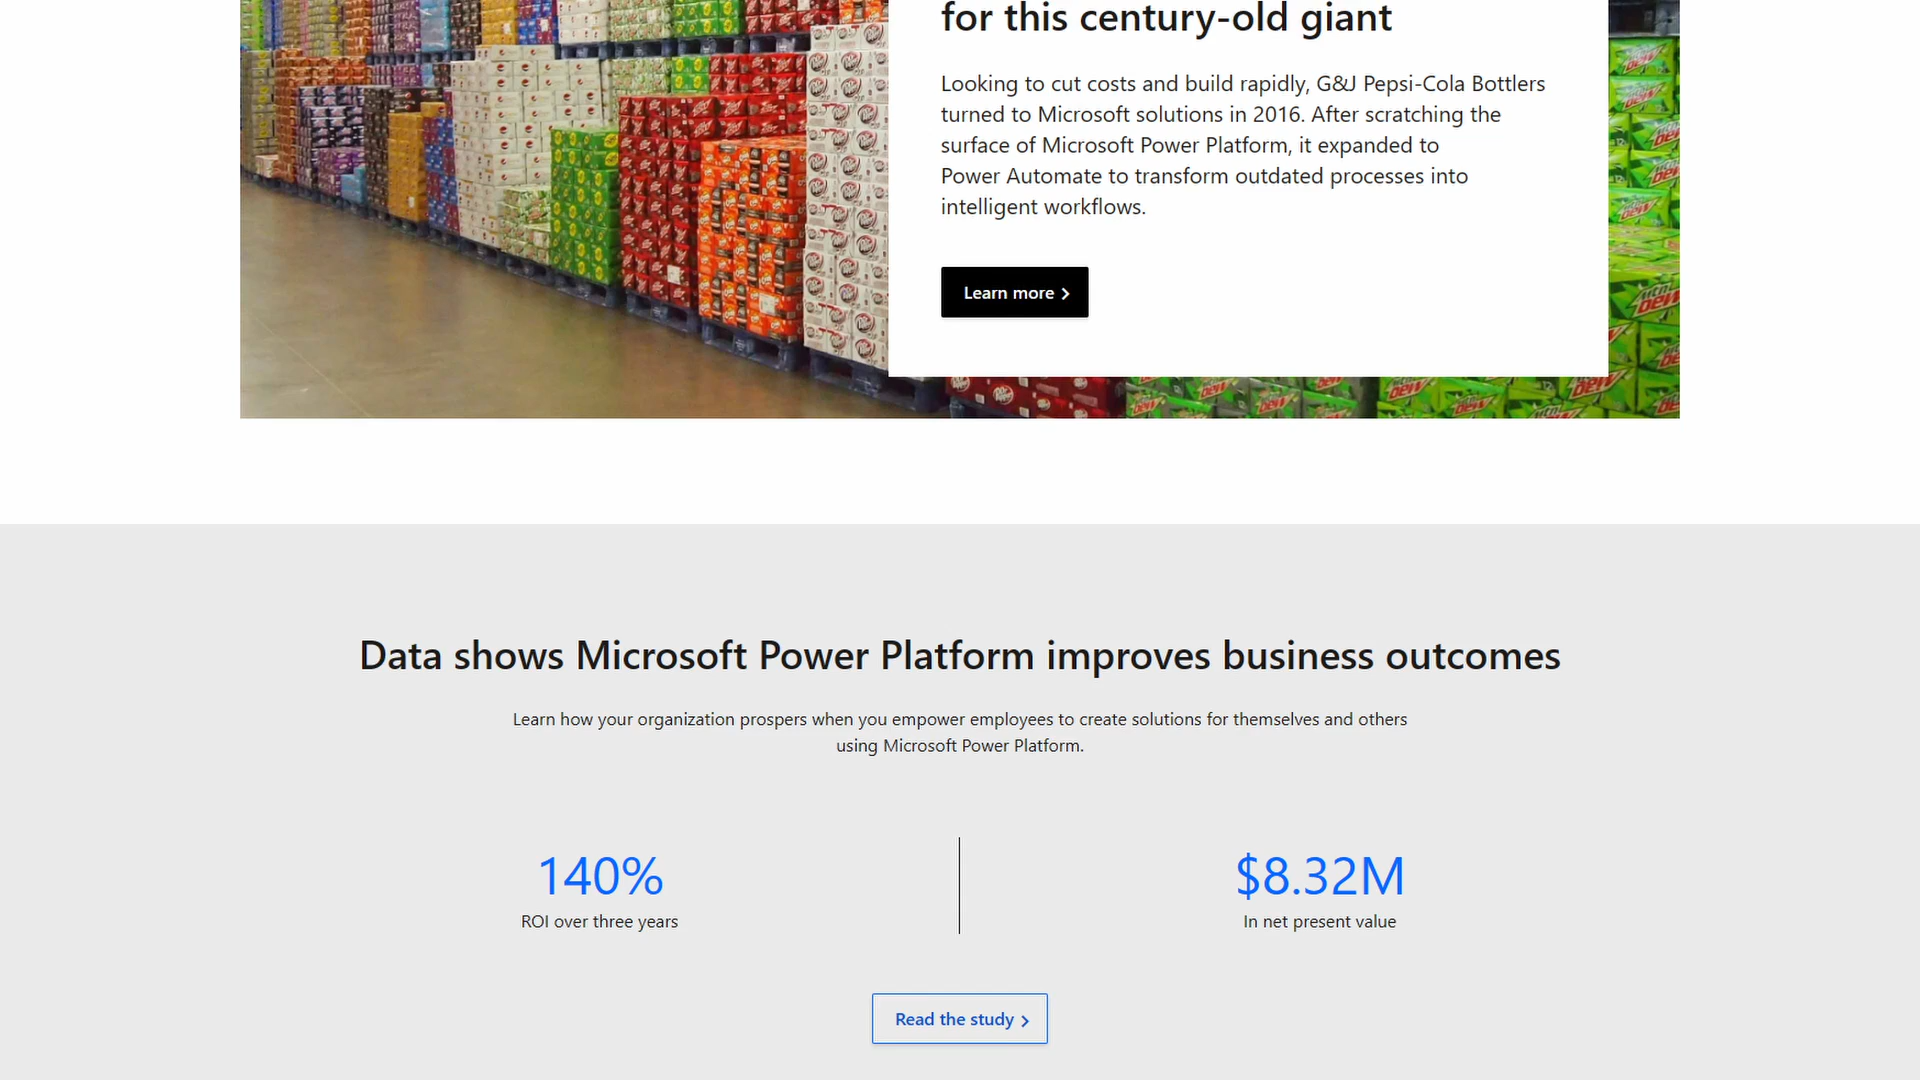 for this century-old giant
Looking to cut costs and build rapidly, G&J Pepsi-Cola Bottlers
turned to Microsoft solutions in 2016. After scratching the
surface of Microsoft Power Platform, it expanded to
Power Automate to transform outdated processes into
intelligent workflows.
Learn more
Data shows Microsoft Power Platform improves business outcomes
Learn how your organization prospers when you empower employees to create solutions for themselves and others
using Microsoft Power Platform.
140%
ROI over three years
$8.32M
In net present value
Read the study